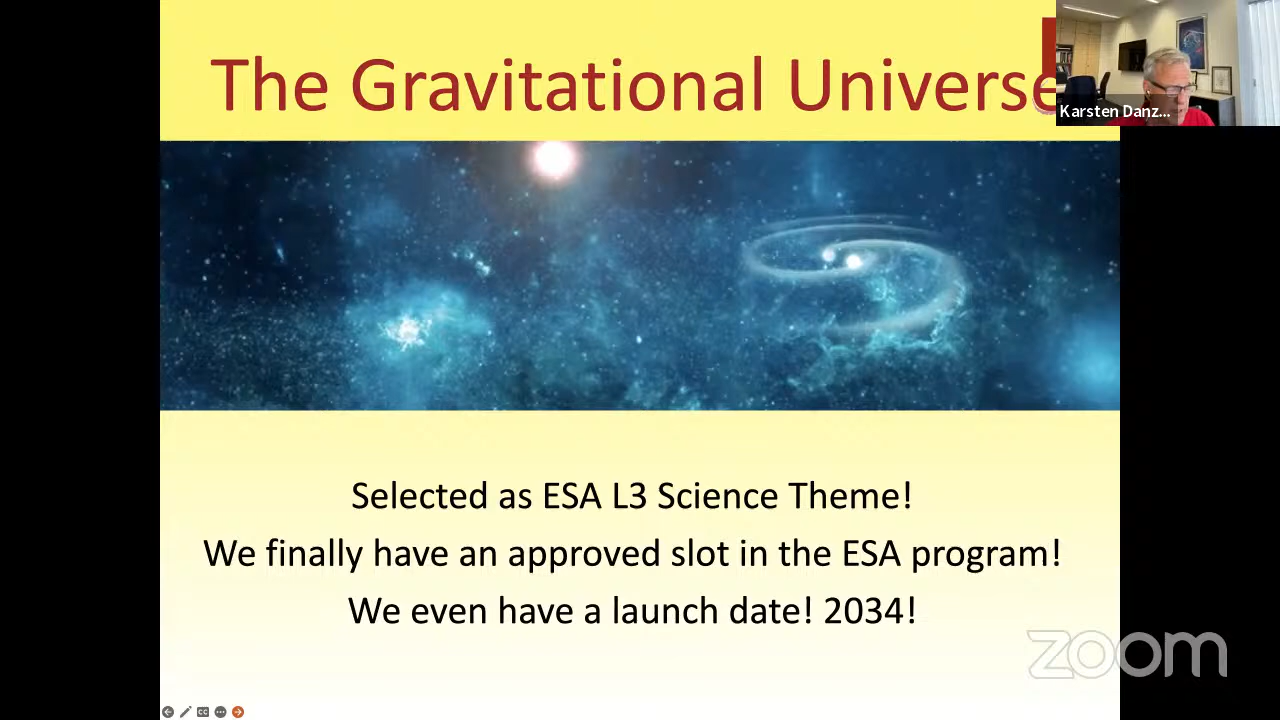 The Gravitational Universe
Karsten Danz...
Selected as ESA L3 Science Theme!
We finally have an approved slot in the ESA program!
We even have a launch date! 2034!
zoom
CC